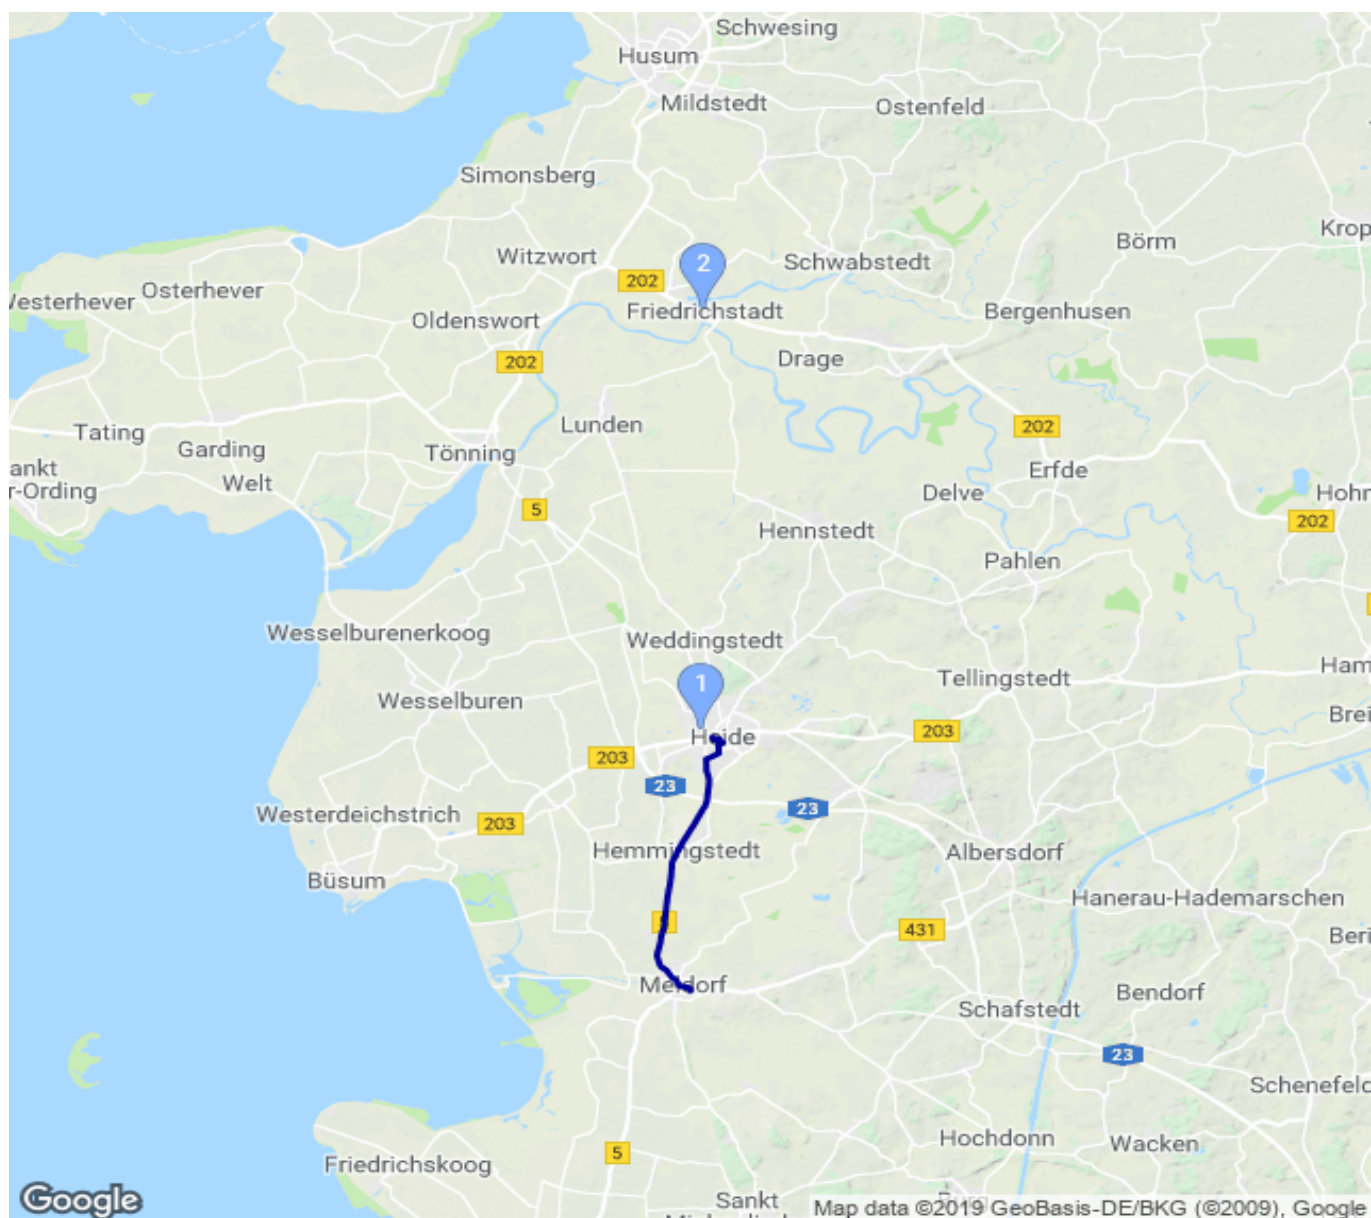 Schwesing
Husum
Mildstedt
Ostenfeld
Simonsberg
Börm
Krop
Witzwort
Schwabstedt
2
202
Osterhever
Westerhever
Friedrichstadt
Bergenhusen
Oldenswort
202
Drage
Lunden
202
Tating
Garding
Tönning
Erfde
ankt
r-Ording
Welt
Delve
Hohr
5
Hennstedt
202
Pahlen
Wesselburenerkoog
Weddingstedt
Ham
Tellingstedt
1
Wesselburen
Brei
Heide
203
203
23
23
Westerdeichstrich
203
Hemmingstedt
Albersdorf
Büsum
Hanerau-Hademarschen
431
Beri
Meldorf
Bendorf
Schafstedt
23
Schenefeld
Hochdonn
Wacken
5
Friedrichskoog
Sankt
Google
Map data ©2019 GeoBasis-DE/BKG (©2009), Google